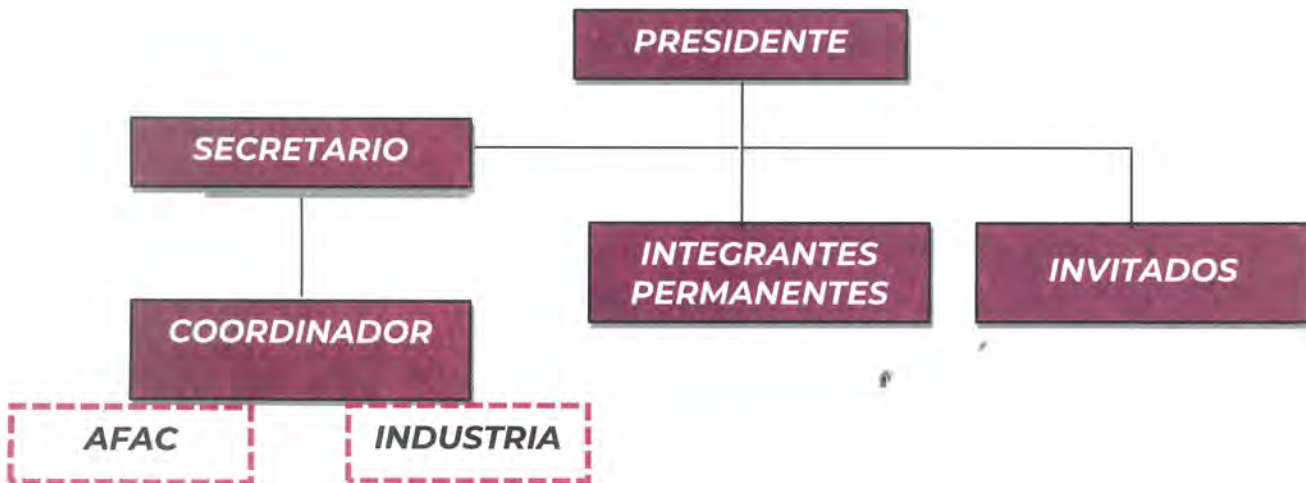 PRESIDENTE
SECRETARIO
INTEGRANTES
PERMANENTES
INVITADOS
COORDINADOR
AFAC
INDUSTRIA